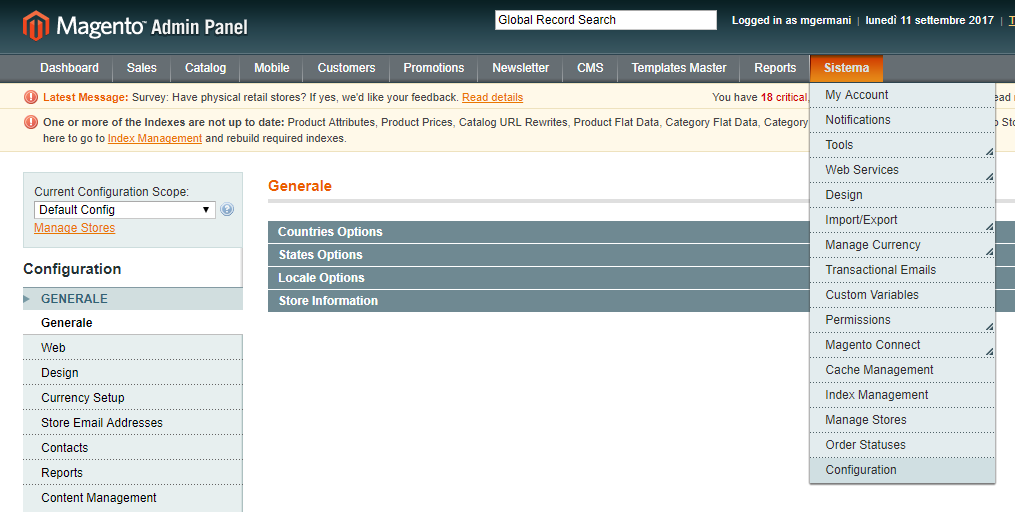 Magento™ Admin Panel
Global Record Search
Logged in as mgermani | lunedì 11 settembre 2017 |
Dashboard Sales Catalog Mobile Customers Promotions Newsletter CMS Templates Master Reports Sistema
Latest Message: Survey: Have physical retail stores? If yes, we'd like your feedback. Read details You have 18 critical,
One or more of the Indexes are not up to date: Product Attributes, Product Prices, Catalog URL Rewrites, Product Flat Data, Category Flat Data, Category
here to go to Index Management and rebuild required indexes.
My Account
Notifications
Tools
Web Services
Design
Import/Export
Manage Currency
Transactional Emails
Custom Variables
Permissions
Magento Connect
Cache Management
Index Management
Manage Stores
Order Statuses
Configuration
Current Configuration Scope:
Default Config
Manage Stores
Configuration
GENERALE
Generale
Web
Design
Currency Setup
Store Email Addresses
Contacts
Reports
Content Management
Generale
Countries Options
States Options
Locale Options
Store Information